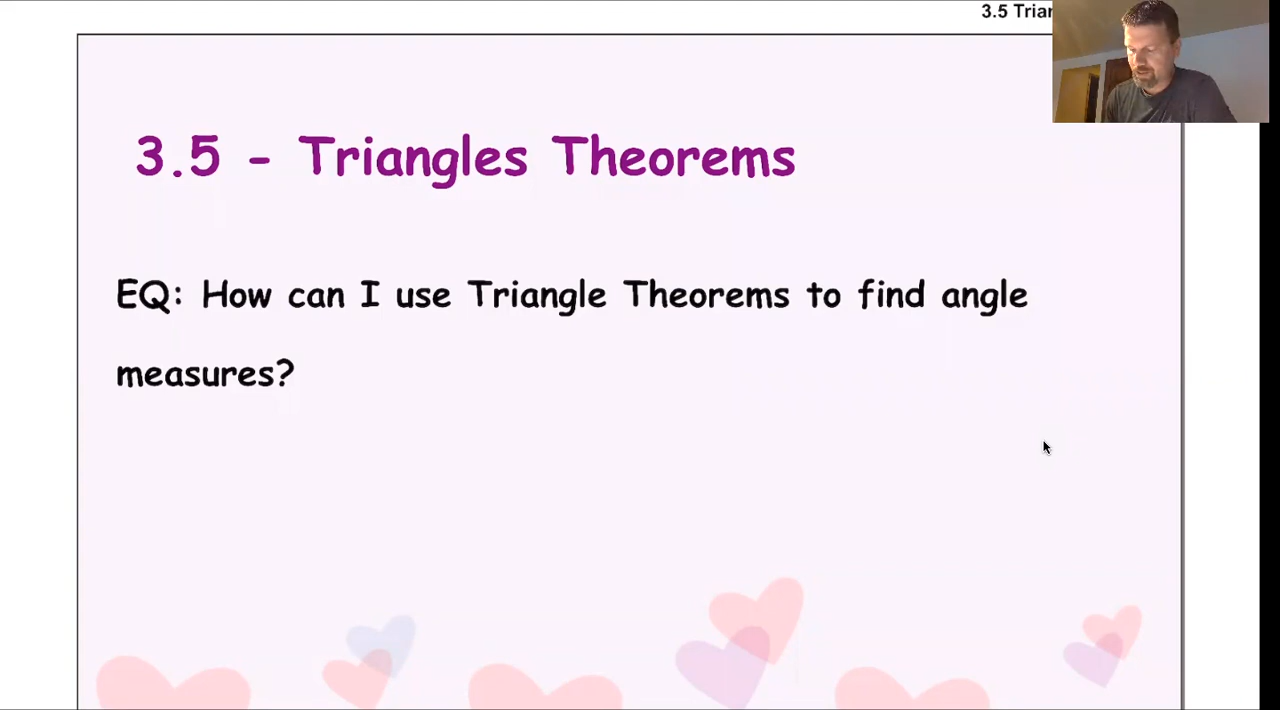 3.5 Trian
3.5 - Triangles Theorems
EQ: How can I use Triangle Theorems to find angle
measures?